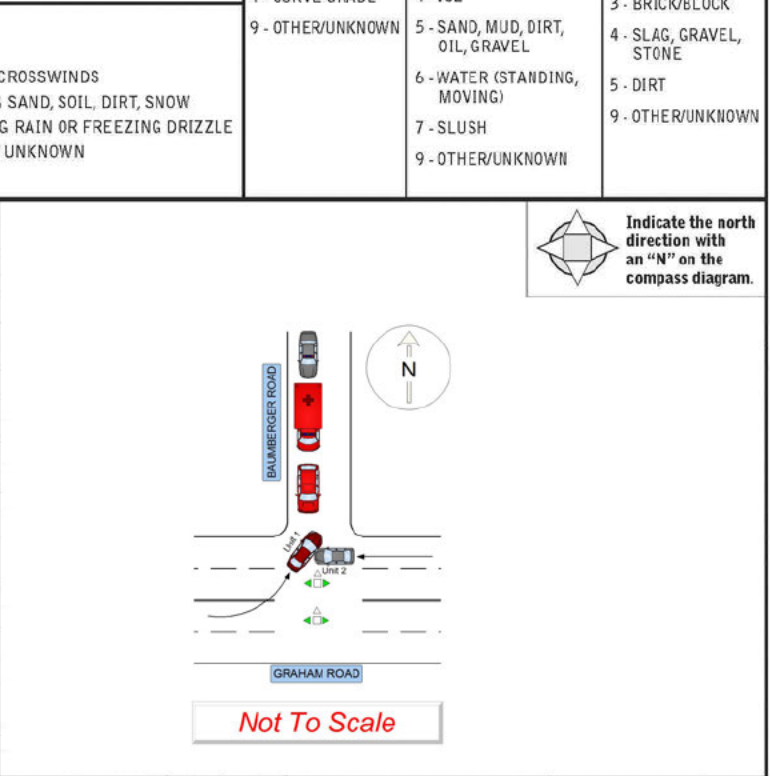 9 - OTHER/UNKNOWN
5 - SAND, MUD, DIRT,
OIL, GRAVEL
6 - WATER (STANDING,
MOVING)
7 - SLUSH
9 - OTHER/UNKNOWN
3 - BRICK/BLOCK
4 - SLAG, GRAVEL,
STONE
5 - DIRT
9 - OTHER/UNKNOWN
CROSSWINDS
SAND, SOIL, DIRT, SNOW
G RAIN OR FREEZING DRIZZLE
UNKNOWN
Indicate the north
direction with
an “N” on the
compass diagram.
N
BAUMBERGER ROAD
Unit 1
Unit 2
GRAHAM ROAD
Not To Scale